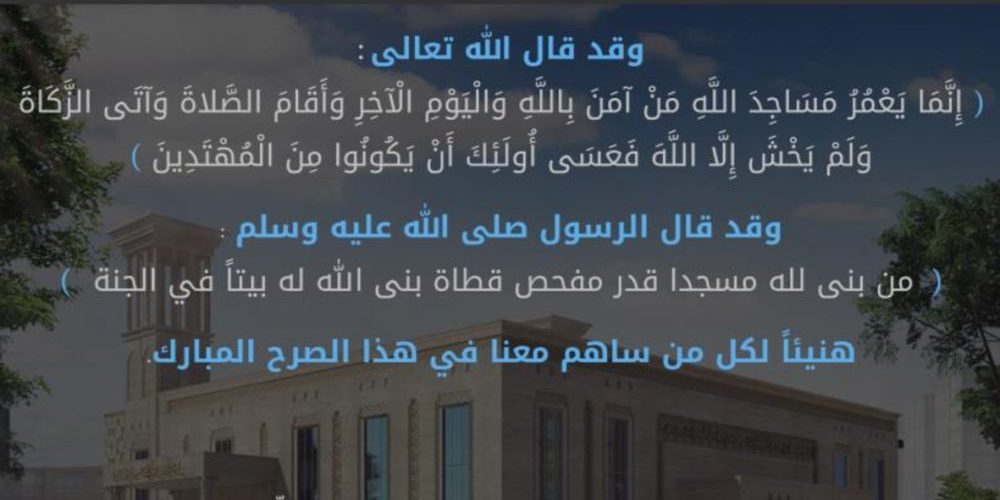 وقد قال الله تعالى :
( إِنَّمَا يَعْمُرُ مَسَاجِدَ اللَّهِ مَنْ آمَنَ بِاللَّهِ وَالْيَوْمِ الْآخِرِ وَأَقَامَ الصَّلاةَ وَآتَى الزَّكَاةَ
وَلَمْ يَخْشَ إِلَّا اللَّهَ فَعَسَى أُولَئِكَ أَنْ يَكُونُوا مِنَ الْمُهْتَدِينَ )
وقد قال الرسول صلى الله عليه وسلم :
( من بنى لله مسجدا قدر مفحص قطاة بنى الله له بيتاً في الجنة )
هنيئاً لكل من ساهم معنا في هذا الصرح المبارك.